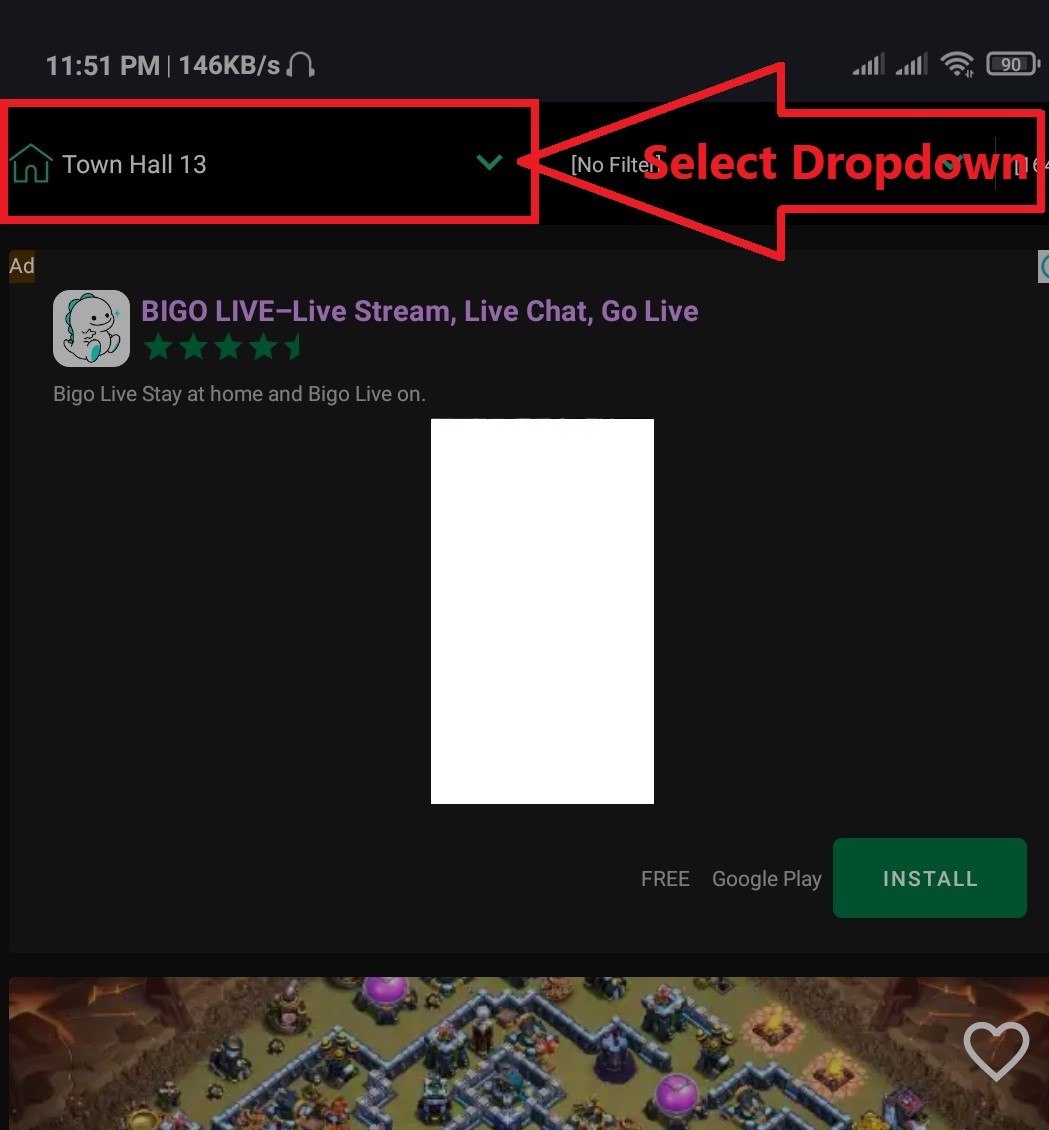 11:51 PM | 146KB/s
90
Town Hall 13
[No Filter]
Select Dropdown
Ad
BIGO LIVE–Live Stream, Live Chat, Go Live
Bigo Live Stay at home and Bigo Live on.
FREE Google Play INSTALL